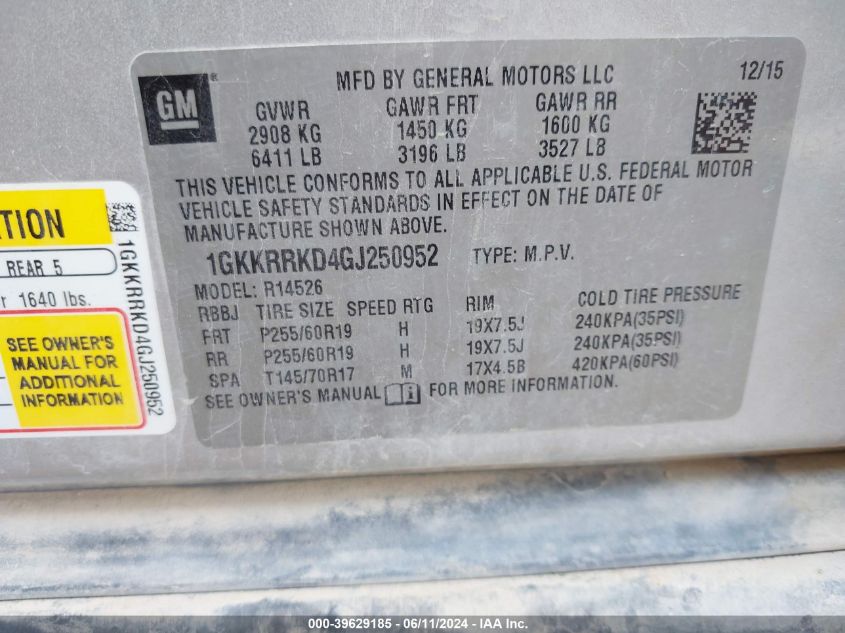 GM ®
MFD BY GENERAL MOTORS LLC 12/15
GVWR GAWR FRT GAWR RR
2908 KG 1450 KG 1600 KG
6411 LB 3196 LB 3527 LB
THIS VEHICLE CONFORMS TO ALL APPLICABLE U.S. FEDERAL MOTOR
VEHICLE SAFETY STANDARDS IN EFFECT ON THE DATE OF
MANUFACTURE SHOWN ABOVE.
1GKKRRKD4GJ250952 TYPE: M.P.V.
MODEL: R14526
RBBJ TIRE SIZE SPEED RTG RIM COLD TIRE PRESSURE
FRT P255/60R19 H 19X7.5J 240KPA(35PSI)
RR P255/60R19 H 19X7.5J 240KPA(35PSI)
SPA T145/70R17 M 17X4.5B 420KPA(60PSI)
SEE OWNER'S MANUAL FOR MORE INFORMATION.
REAR 5
1640 lbs.
SEE OWNER'S
MANUAL FOR
ADDITIONAL
INFORMATION
1GKKRRKD4GJ250952
000-39629185 - 06/11/2024 - IAA Inc.